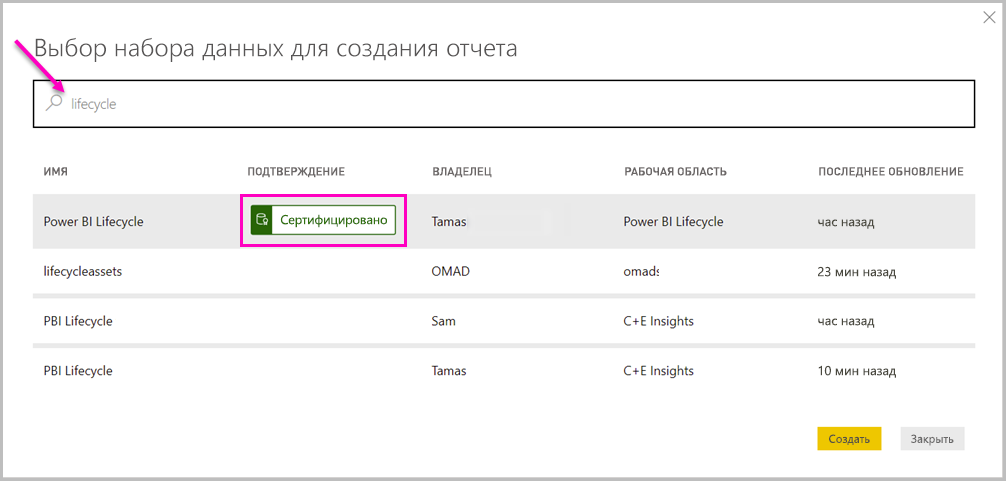 Выбор набора данных для создания отчета
lifecycle
ИМЯ ПОДТВЕРЖДЕНИЕ ВЛАДЕЛЕЦ РАБОЧАЯ ОБЛАСТЬ ПОСЛЕДНЕЕ ОБНОВЛЕНИЕ
Power BI Lifecycle Сертифицировано Tamas Power BI Lifecycle час назад
lifecycleassets OMAD omads 23 мин назад
PBI Lifecycle Sam C+E Insights час назад
PBI Lifecycle Tamas C+E Insights 10 мин назад
Создать Закрыть